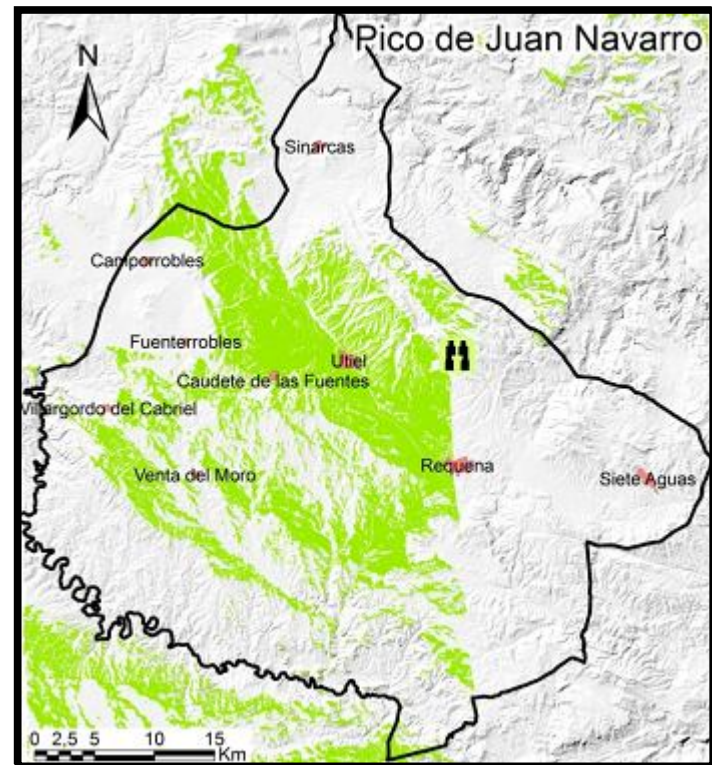 Pico de Juan Navarro
N
Sinarcas
Camporrobles
Fuenterrobles
Utiel
Caudete de las Fuentes
Villargordo del Cabriel
Venta del Moro
Requena
Siete Aguas
0 2,5 5 10 15
Km